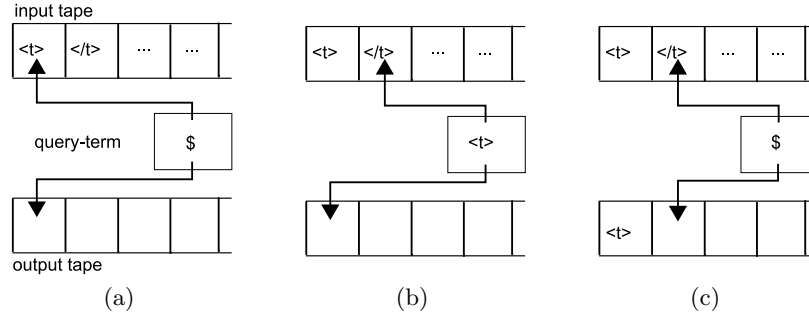 input tape
<t> </t> ... ... <t> </t> ... ... <t> </t> ... ...
query-term $ <t> $
<t>
output tape
(a) (b) (c)